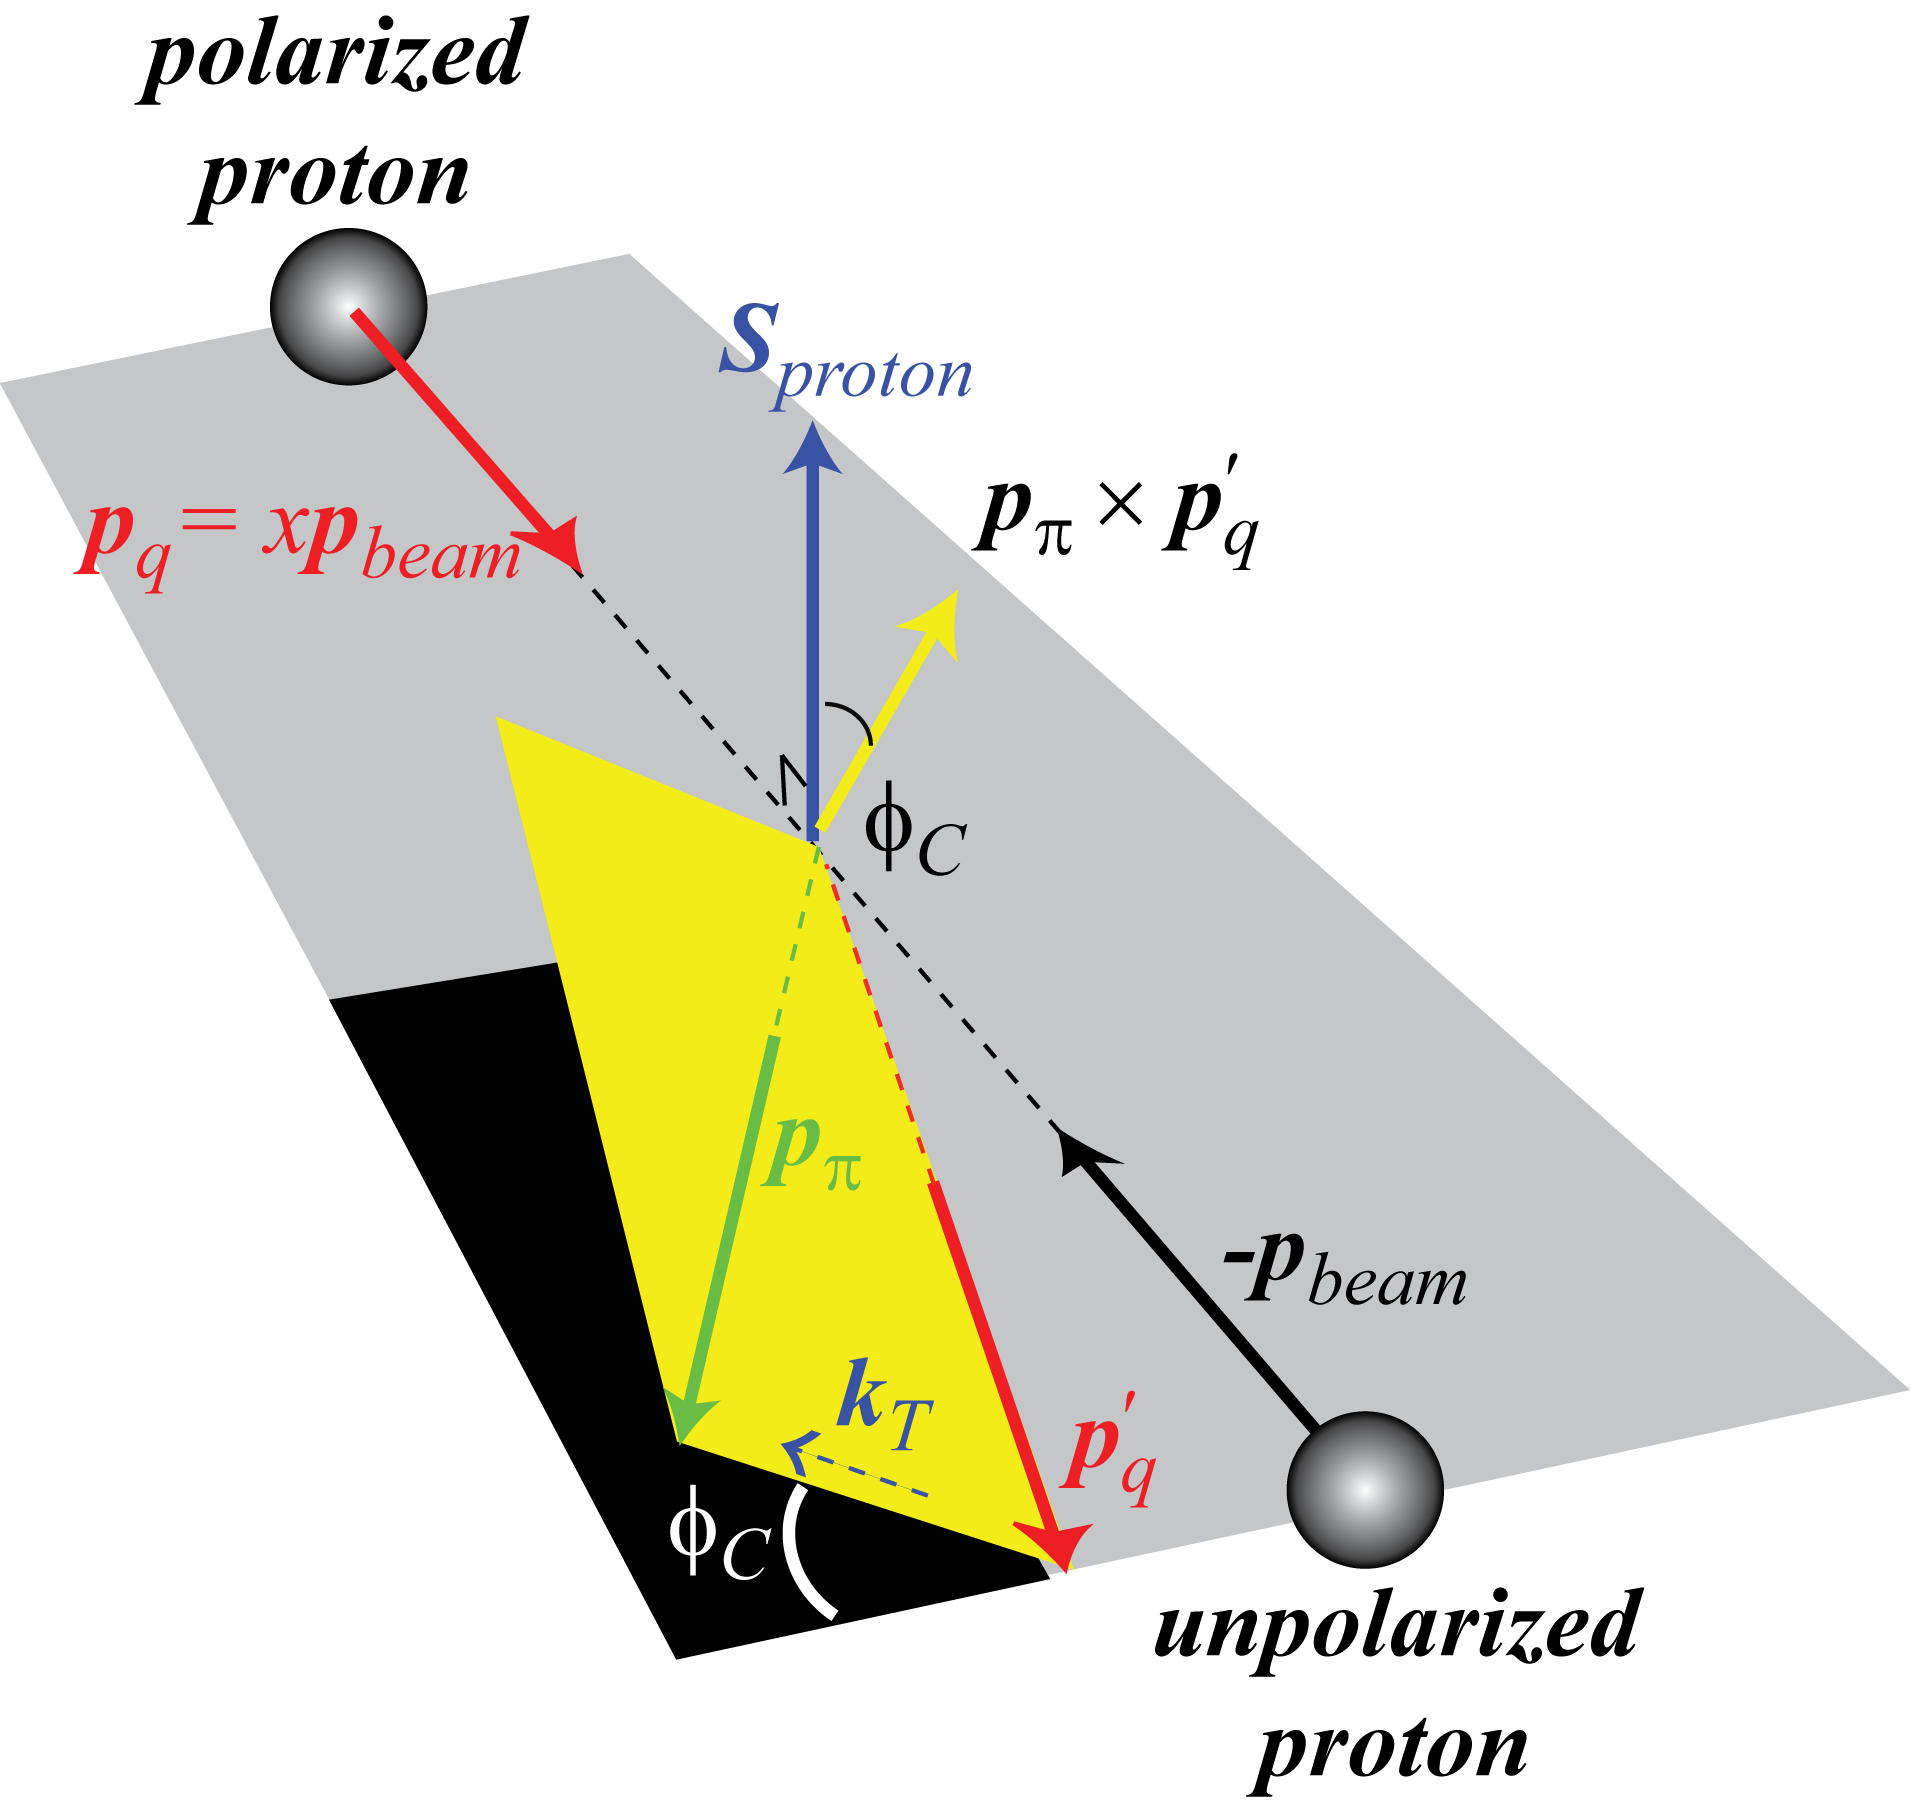 polarized
proton
S_proton
p_π × p′_q
p_q = xp_beam
ϕ_C
p_π
-p_beam
k_T
p′_q
ϕ_C
unpolarized
proton